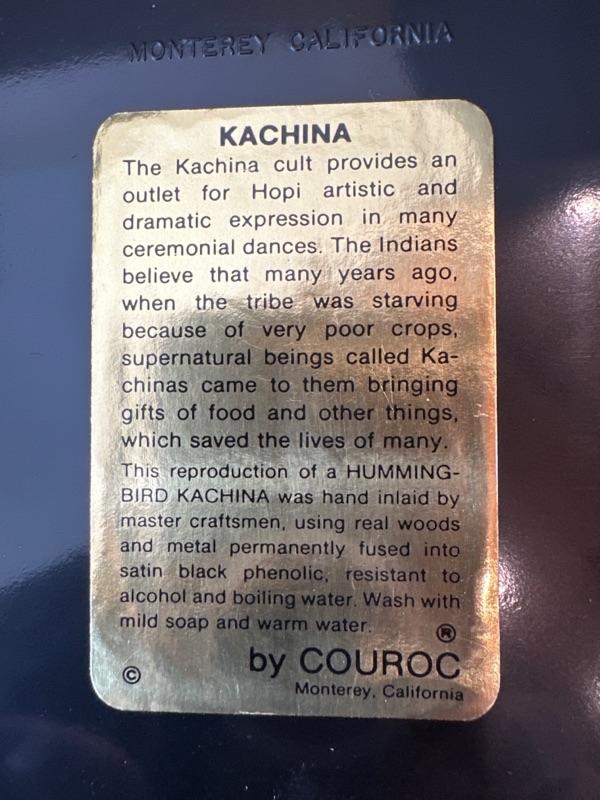 MONTEREY CALIFORNIA
KACHINA
The Kachina cult provides an
outlet for Hopi artistic and
dramatic expression in many
ceremonial dances. The Indians
believe that many years ago,
when the tribe was starving
because of very poor crops,
supernatural beings called Ka-
chinas came to them bringing
gifts of food and other things,
which saved the lives of many.
This reproduction of a HUMMING-
BIRD KACHINA was hand inlaid by
master craftsmen, using real woods
and metal permanently fused into
satin black phenolic, resistant to
alcohol and boiling water. Wash with
mild soap and warm water.
®
© by COUROC
Monterey, California